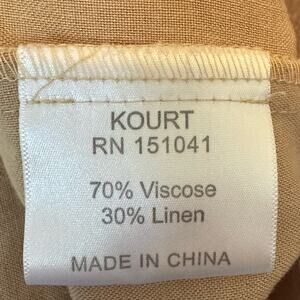 KOURT
RN 151041
70% Viscose
30% Linen
MADE IN CHINA